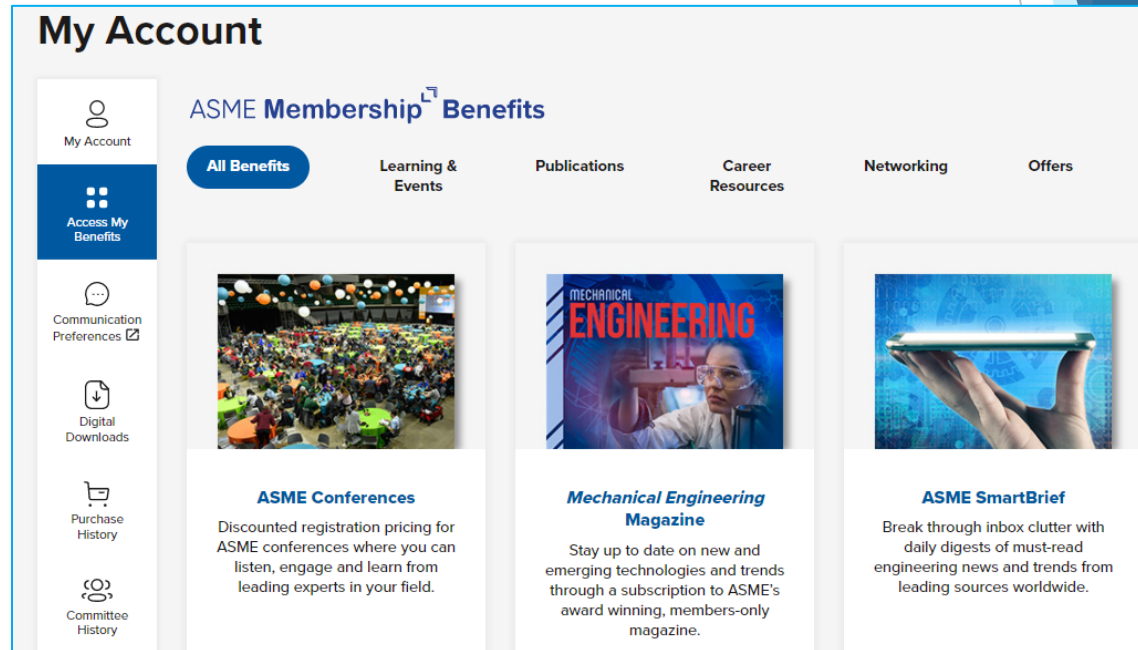 My Account
My Account
Access My
Benefits
Communication
Preferences
Digital
Downloads
Purchase
History
Committee
History
ASME Membership Benefits
All Benefits
Learning &
Events
Publications
Career
Resources
Networking
Offers
ASME Conferences
Discounted registration pricing for
ASME conferences where you can
listen, engage and learn from
leading experts in your field.
MECHANICAL
ENGINEERING
Mechanical Engineering
Magazine
Stay up to date on new and
emerging technologies and trends
through a subscription to ASME's
award winning, members-only
magazine.
ASME SmartBrief
Break through inbox clutter with
daily digests of must-read
engineering news and trends from
leading sources worldwide.